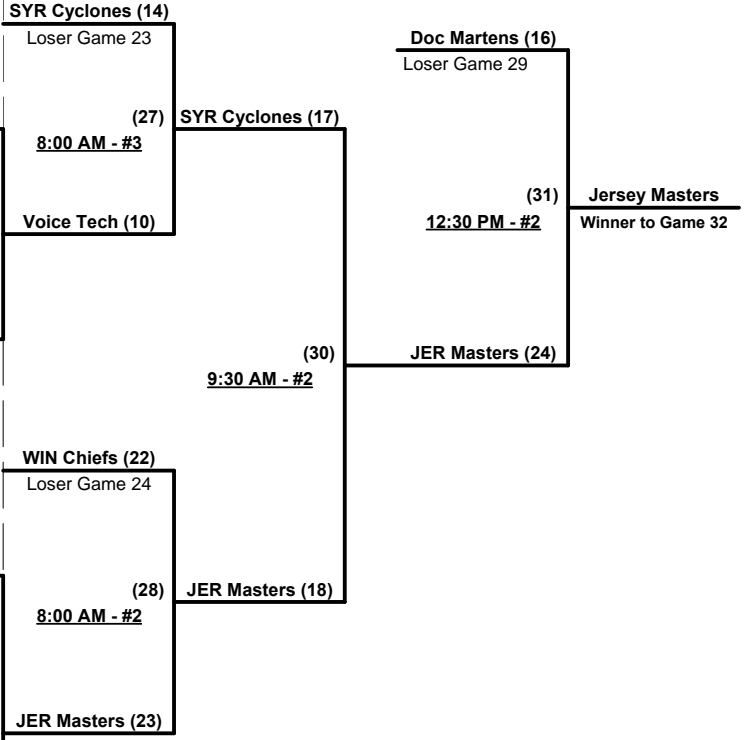 SYR Cyclones (14)
Loser Game 23
Doc Martens (16)
Loser Game 29
(27)
SYR Cyclones (17)
8:00 AM - #3
(31)
Jersey Masters
Voice Tech (10)
12:30 PM - #2
Winner to Game 32
(30)
JER Masters (24)
9:30 AM - #2
WIN Chiefs (22)
Loser Game 24
(28)
JER Masters (18)
8:00 AM - #2
JER Masters (23)